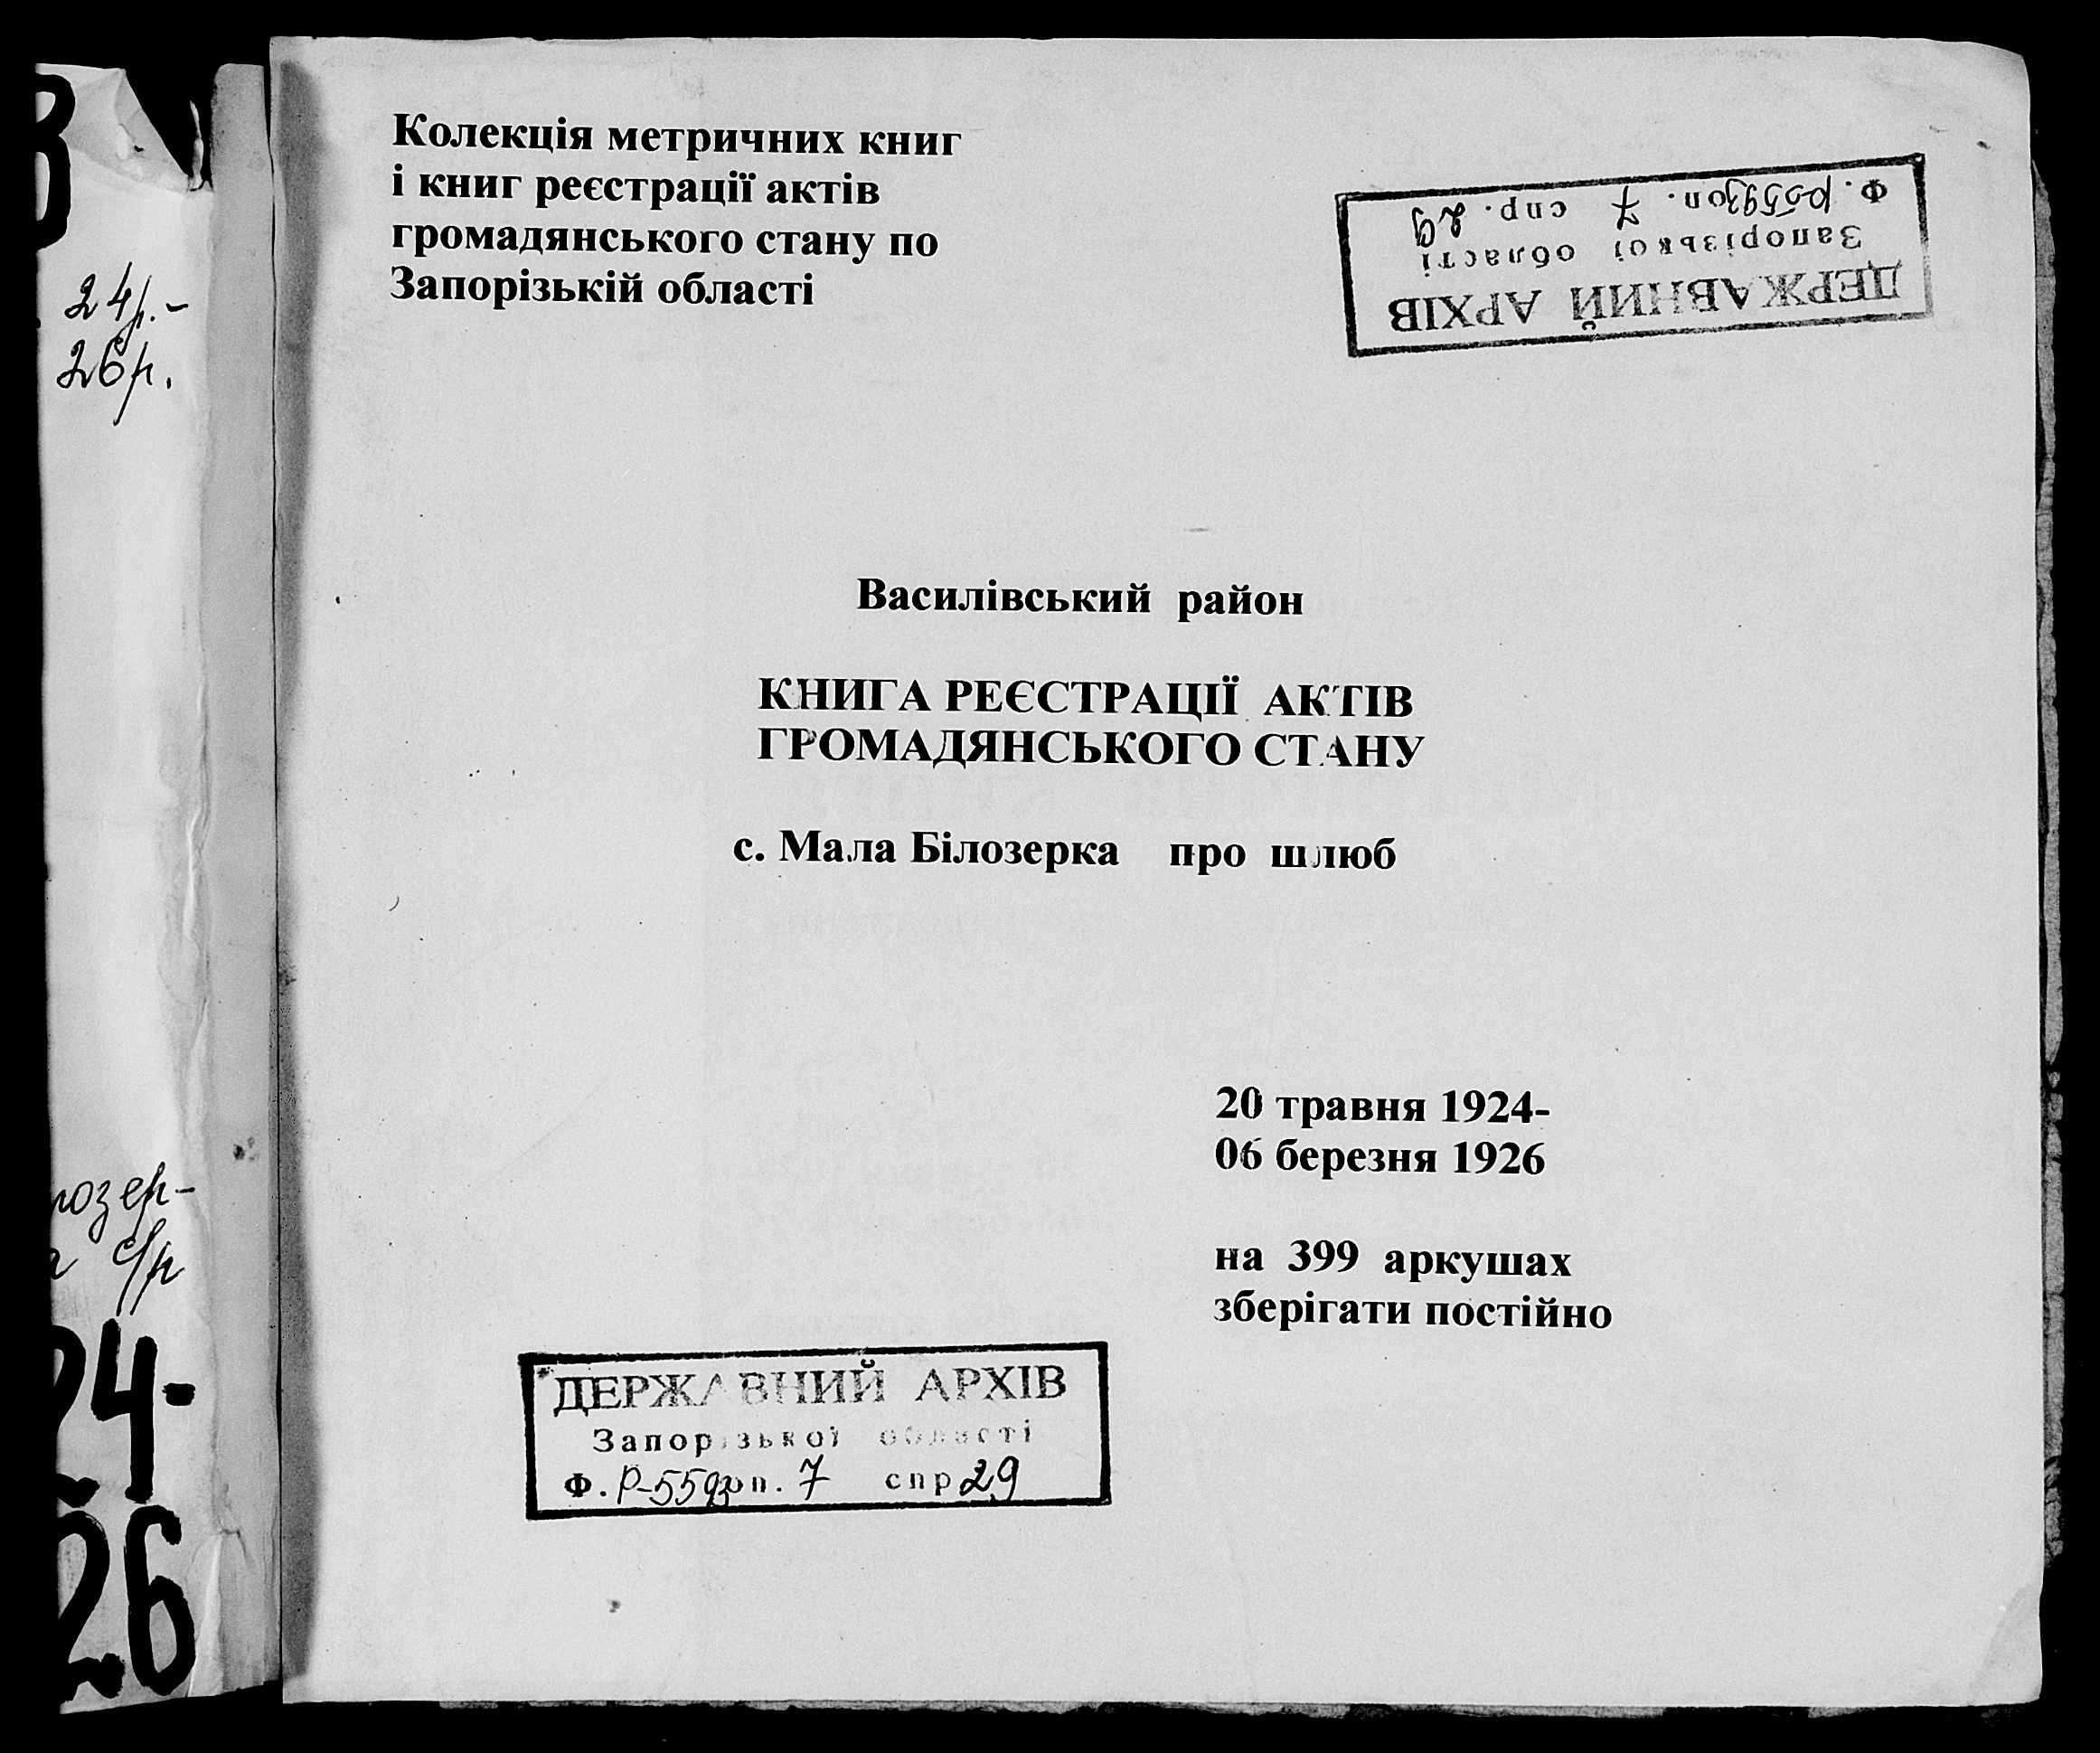 24р.-
26р.
озер-
с/р
24-
26
Колекція метричних книг
і книг реєстрації актів
громадянського стану по
Запорізькій області
ДЕРЖАВНИЙ АРХІВ
Запорізької області
Ф. Р-5593 оп. 7 спр. 29
Василівський район
КНИГА РЕЄСТРАЦІЇ АКТІВ
ГРОМАДЯНСЬКОГО СТАНУ
с. Мала Білозерка про шлюб
20 травня 1924-
06 березня 1926
на 399 аркушах
зберігати постійно
ДЕРЖАВНИЙ АРХІВ
Запорізької області
Ф. Р-5593 оп. 7 спр 29